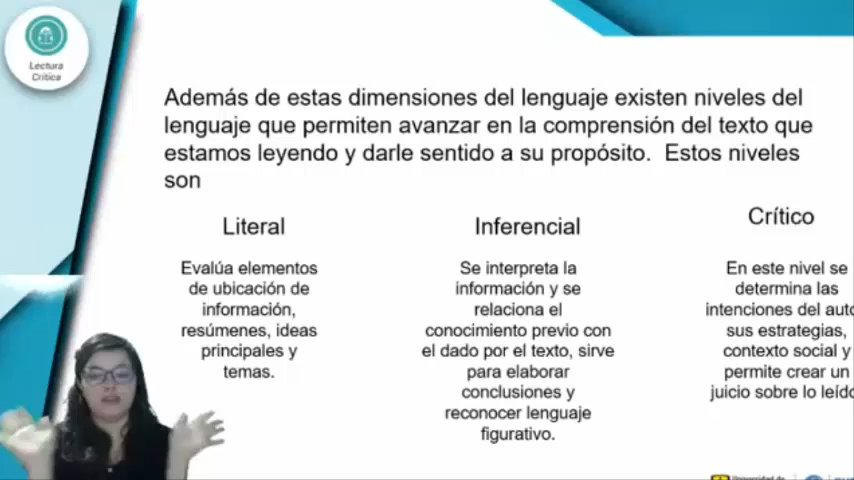 Lectura
Crítica
Además de estas dimensiones del lenguaje existen niveles del
lenguaje que permiten avanzar en la comprensión del texto que
estamos leyendo y darle sentido a su propósito.  Estos niveles
son
Literal
Evalúa elementos
de ubicación de
información,
resúmenes, ideas
principales y
temas.
Inferencial
Se interpreta la
información y se
relaciona el
conocimiento previo con
el dado por el texto, sirve
para elaborar
conclusiones y
reconocer lenguaje
figurativo.
Crítico
En este nivel se
determina las
intenciones del auto
sus estrategias,
contexto social y
permite crear un
juicio sobre lo leído
Universidad de